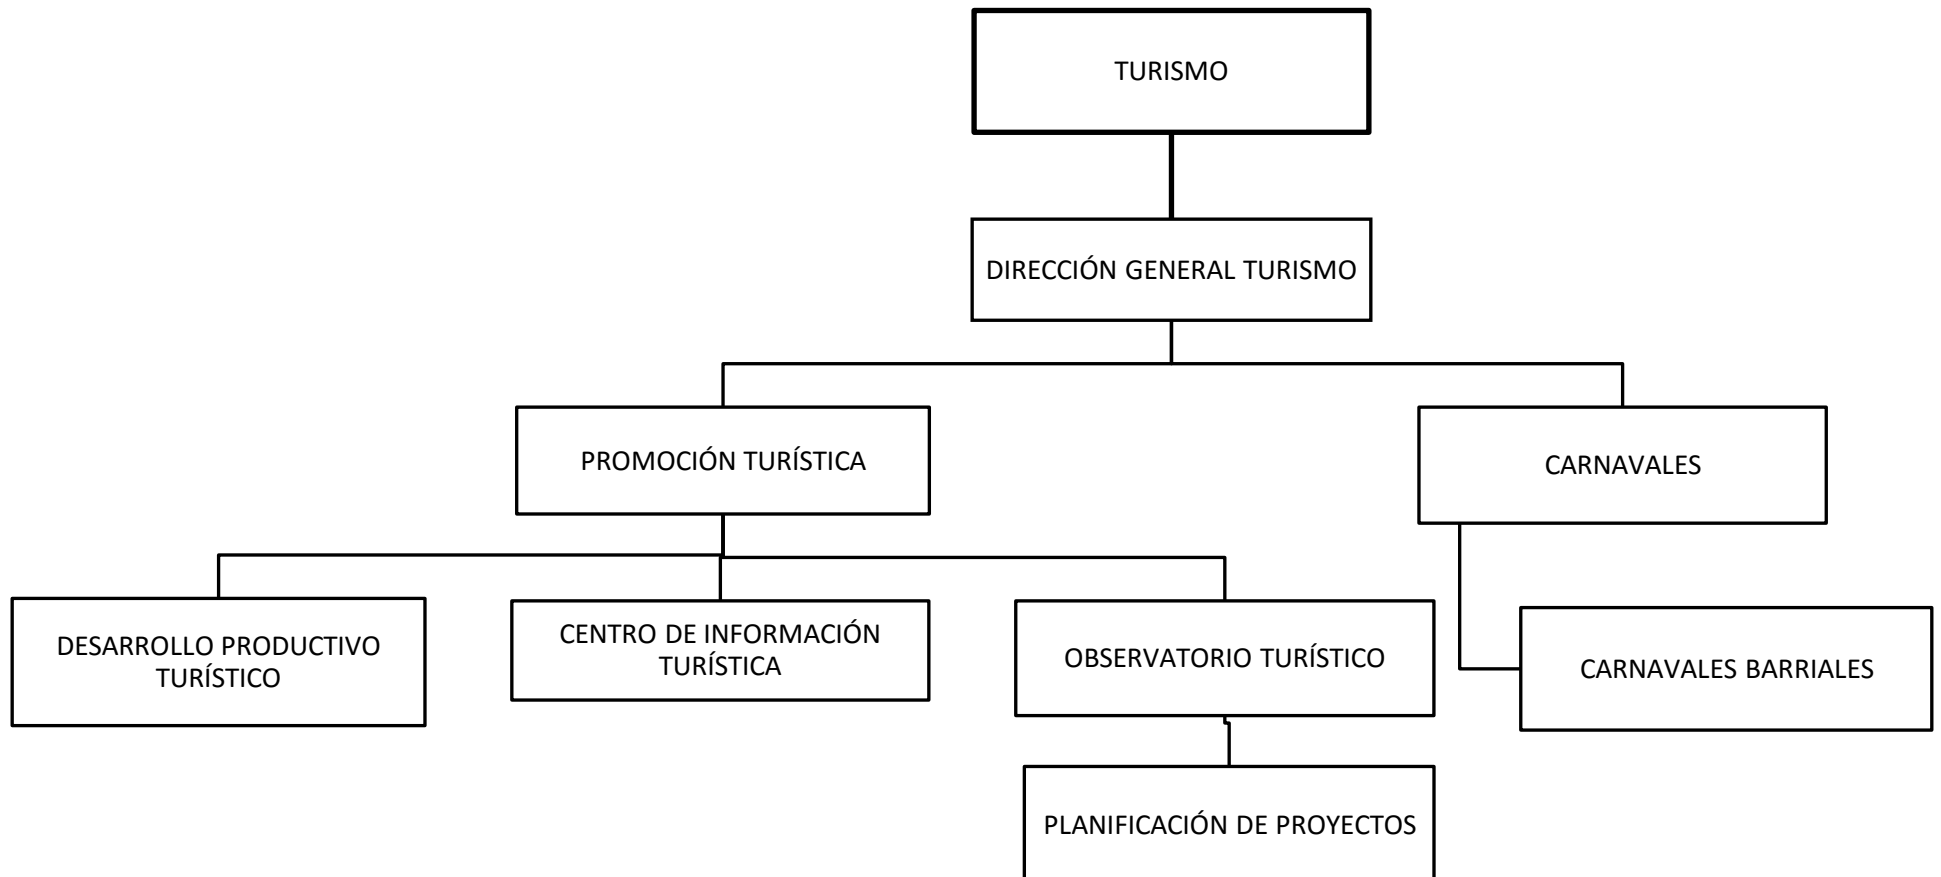 TURISMO
DIRECCIÓN GENERAL TURISMO
PROMOCIÓN TURÍSTICA
CARNAVALES
DESARROLLO PRODUCTIVO
TURÍSTICO
CENTRO DE INFORMACIÓN
TURÍSTICA
OBSERVATORIO TURÍSTICO
CARNAVALES BARRIALES
PLANIFICACIÓN DE PROYECTOS